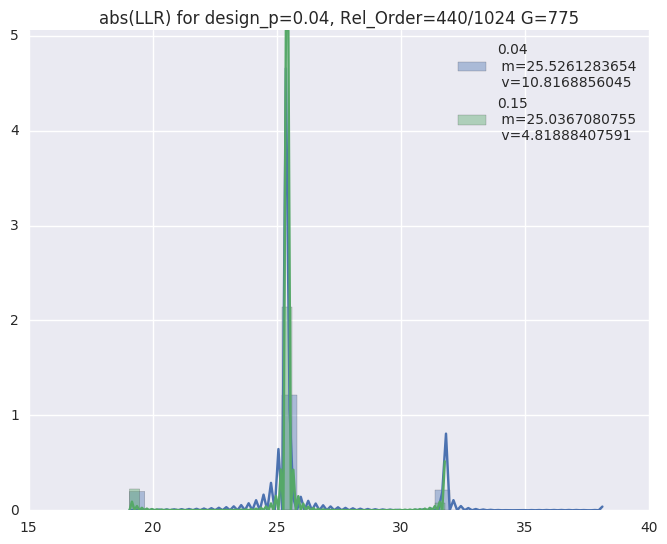 abs(LLR) for design_p=0.04, Rel_Order=440/1024 G=775
0.04
m=25.5261283654
v=10.8168856045
0.15
m=25.0367080755
v=4.81888407591
5
4
3
2
1
0
15 20 25 30 35 40